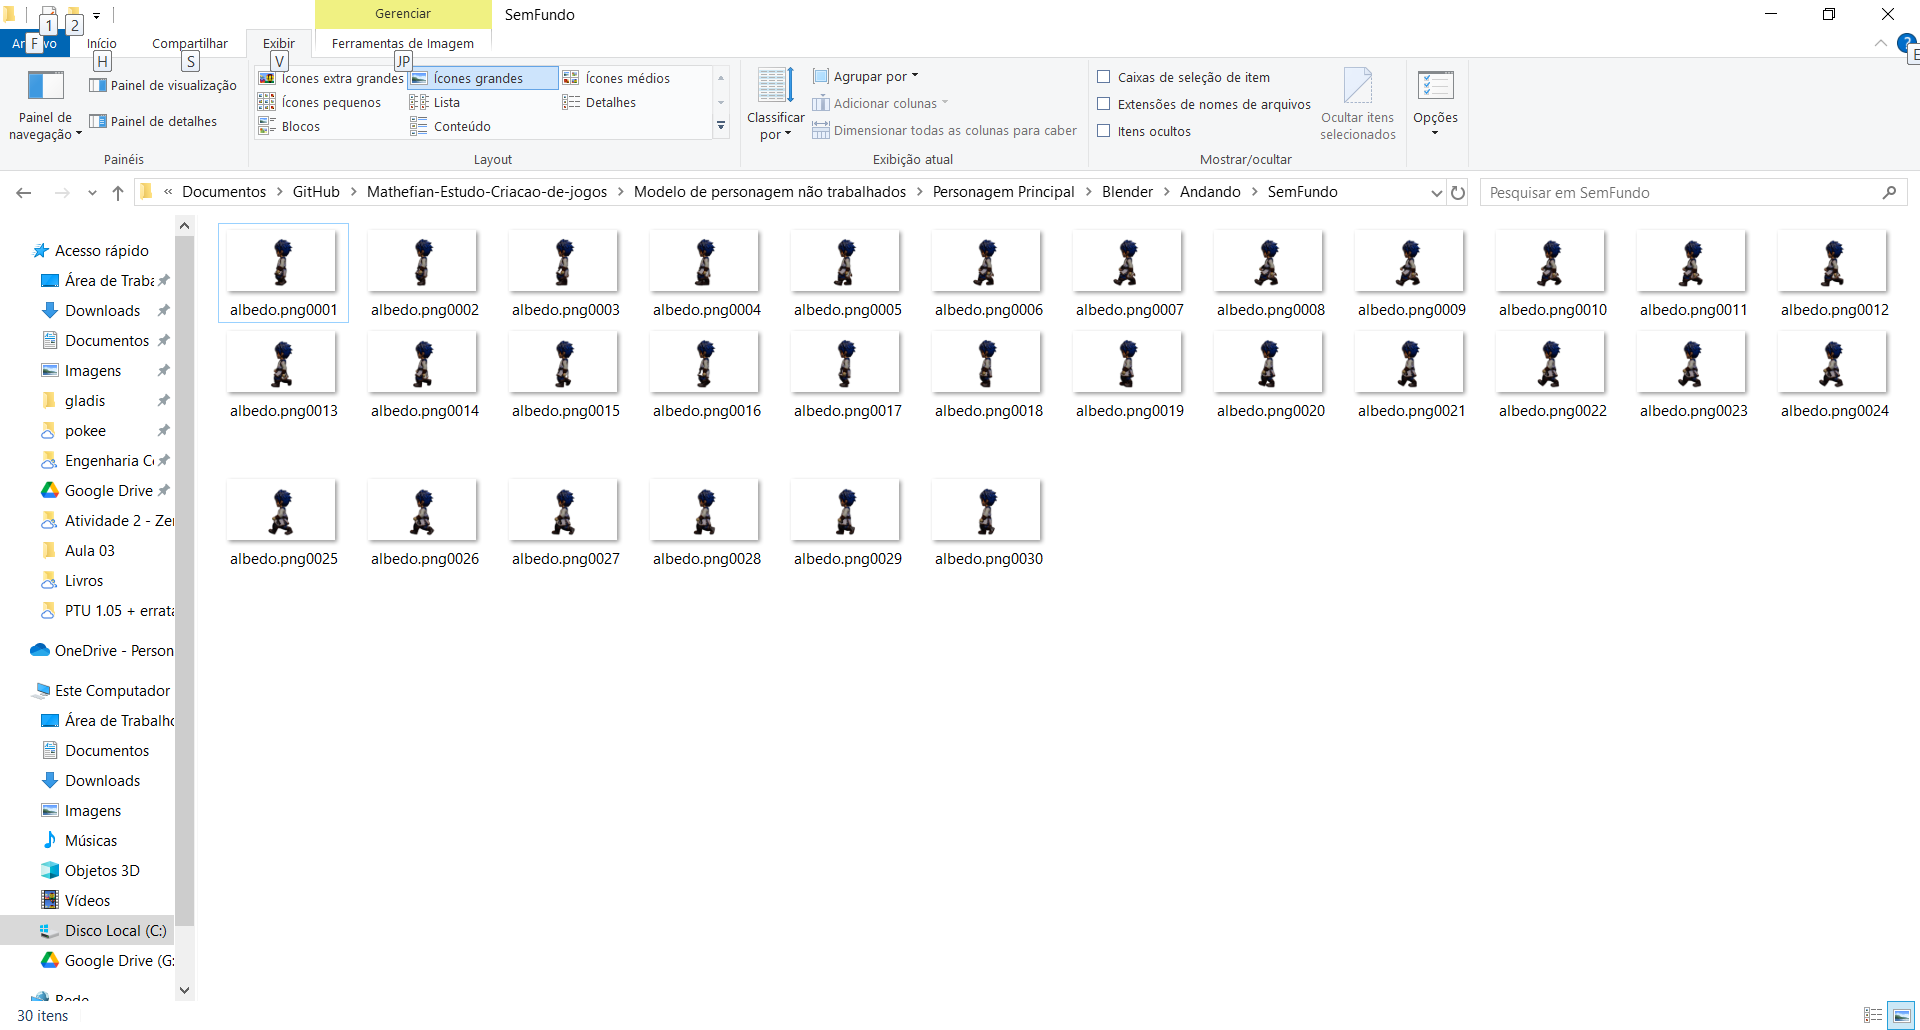 1 2
Gerenciar
SemFundo
F
Início
Compartilhar
Exibir
Ferramentas de Imagem
H S V JP
Painel de navegação
Painel de visualização
Painel de detalhes
Painéis
Ícones extra grandes
Ícones grandes
Ícones médios
Ícones pequenos
Lista
Detalhes
Blocos
Conteúdo
Layout
Classificar por
Agrupar por
Adicionar colunas
Dimensionar todas as colunas para caber
Exibição atual
Caixas de seleção de item
Extensões de nomes de arquivos
Itens ocultos
Ocultar itens selecionados
Mostrar/ocultar
Opções
« Documentos > GitHub > Mathefian-Estudo-Criacao-de-jogos > Modelo de personagem não trabalhados > Personagem Principal > Blender > Andando > SemFundo
Pesquisar em SemFundo
Acesso rápido
Área de Traba
Downloads
Documentos
Imagens
gladis
pokee
Engenharia C
Google Drive
Atividade 2 - Ze
Aula 03
Livros
PTU 1.05 + errata
OneDrive - Person
Este Computador
Área de Trabalho
Documentos
Downloads
Imagens
Músicas
Objetos 3D
Vídeos
Disco Local (C:)
Google Drive (G:
albedo.png0001 albedo.png0002 albedo.png0003 albedo.png0004 albedo.png0005 albedo.png0006 albedo.png0007 albedo.png0008 albedo.png0009 albedo.png0010 albedo.png0011 albedo.png0012
albedo.png0013 albedo.png0014 albedo.png0015 albedo.png0016 albedo.png0017 albedo.png0018 albedo.png0019 albedo.png0020 albedo.png0021 albedo.png0022 albedo.png0023 albedo.png0024
albedo.png0025 albedo.png0026 albedo.png0027 albedo.png0028 albedo.png0029 albedo.png0030
30 itens